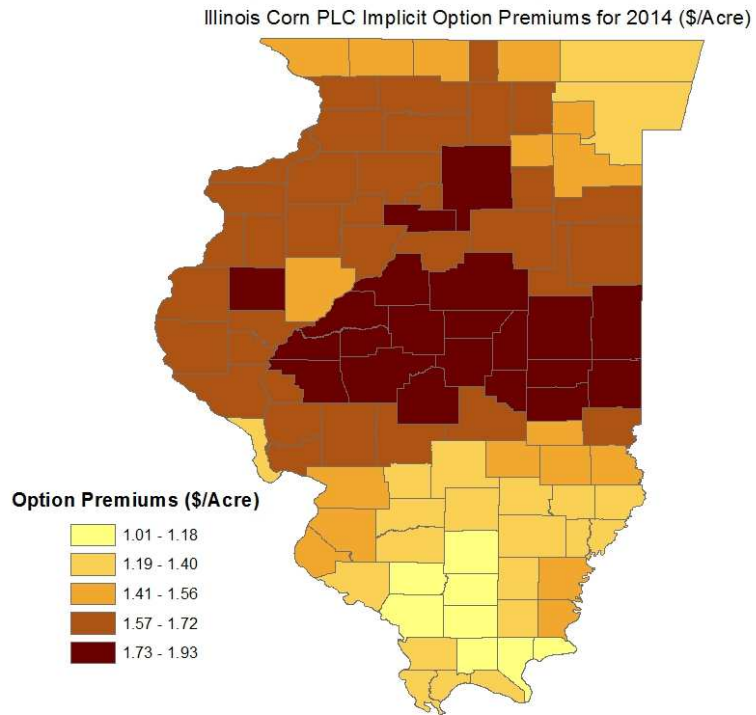 Illinois Corn PLC Implicit Option Premiums for 2014 ($/Acre)
Option Premiums ($/Acre)
1.01 - 1.18
1.19 - 1.40
1.41 - 1.56
1.57 - 1.72
1.73 - 1.93